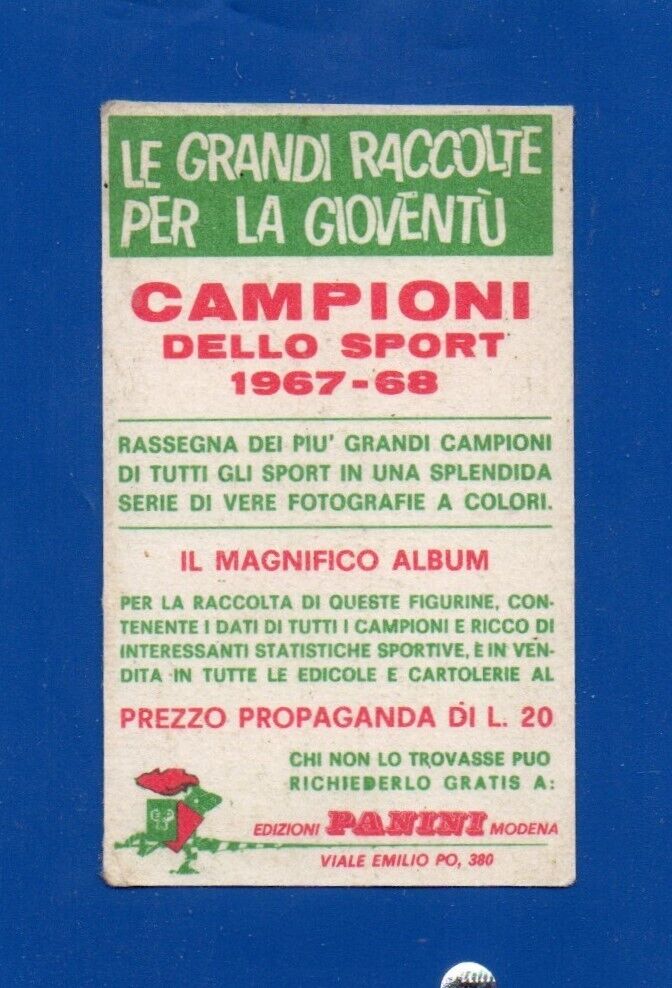 LE GRANDI RACCOLTE
PER LA GIOVENTÙ
CAMPIONI
DELLO SPORT
1967-68
RASSEGNA DEI PIU' GRANDI CAMPIONI
DI TUTTI GLI SPORT IN UNA SPLENDIDA
SERIE DI VERE FOTOGRAFIE A COLORI.
IL MAGNIFICO ALBUM
PER LA RACCOLTA DI QUESTE FIGURINE, CON-
TENENTE I DATI DI TUTTI I CAMPIONI E RICCO DI
INTERESSANTI STATISTICHE SPORTIVE, È IN VEN-
DITA IN TUTTE LE EDICOLE E CARTOLERIE AL
PREZZO PROPAGANDA DI L. 20
CHI NON LO TROVASSE PUO
RICHIEDERLO GRATIS A:
EDIZIONI PANINI MODENA
VIALE EMILIO PO, 380